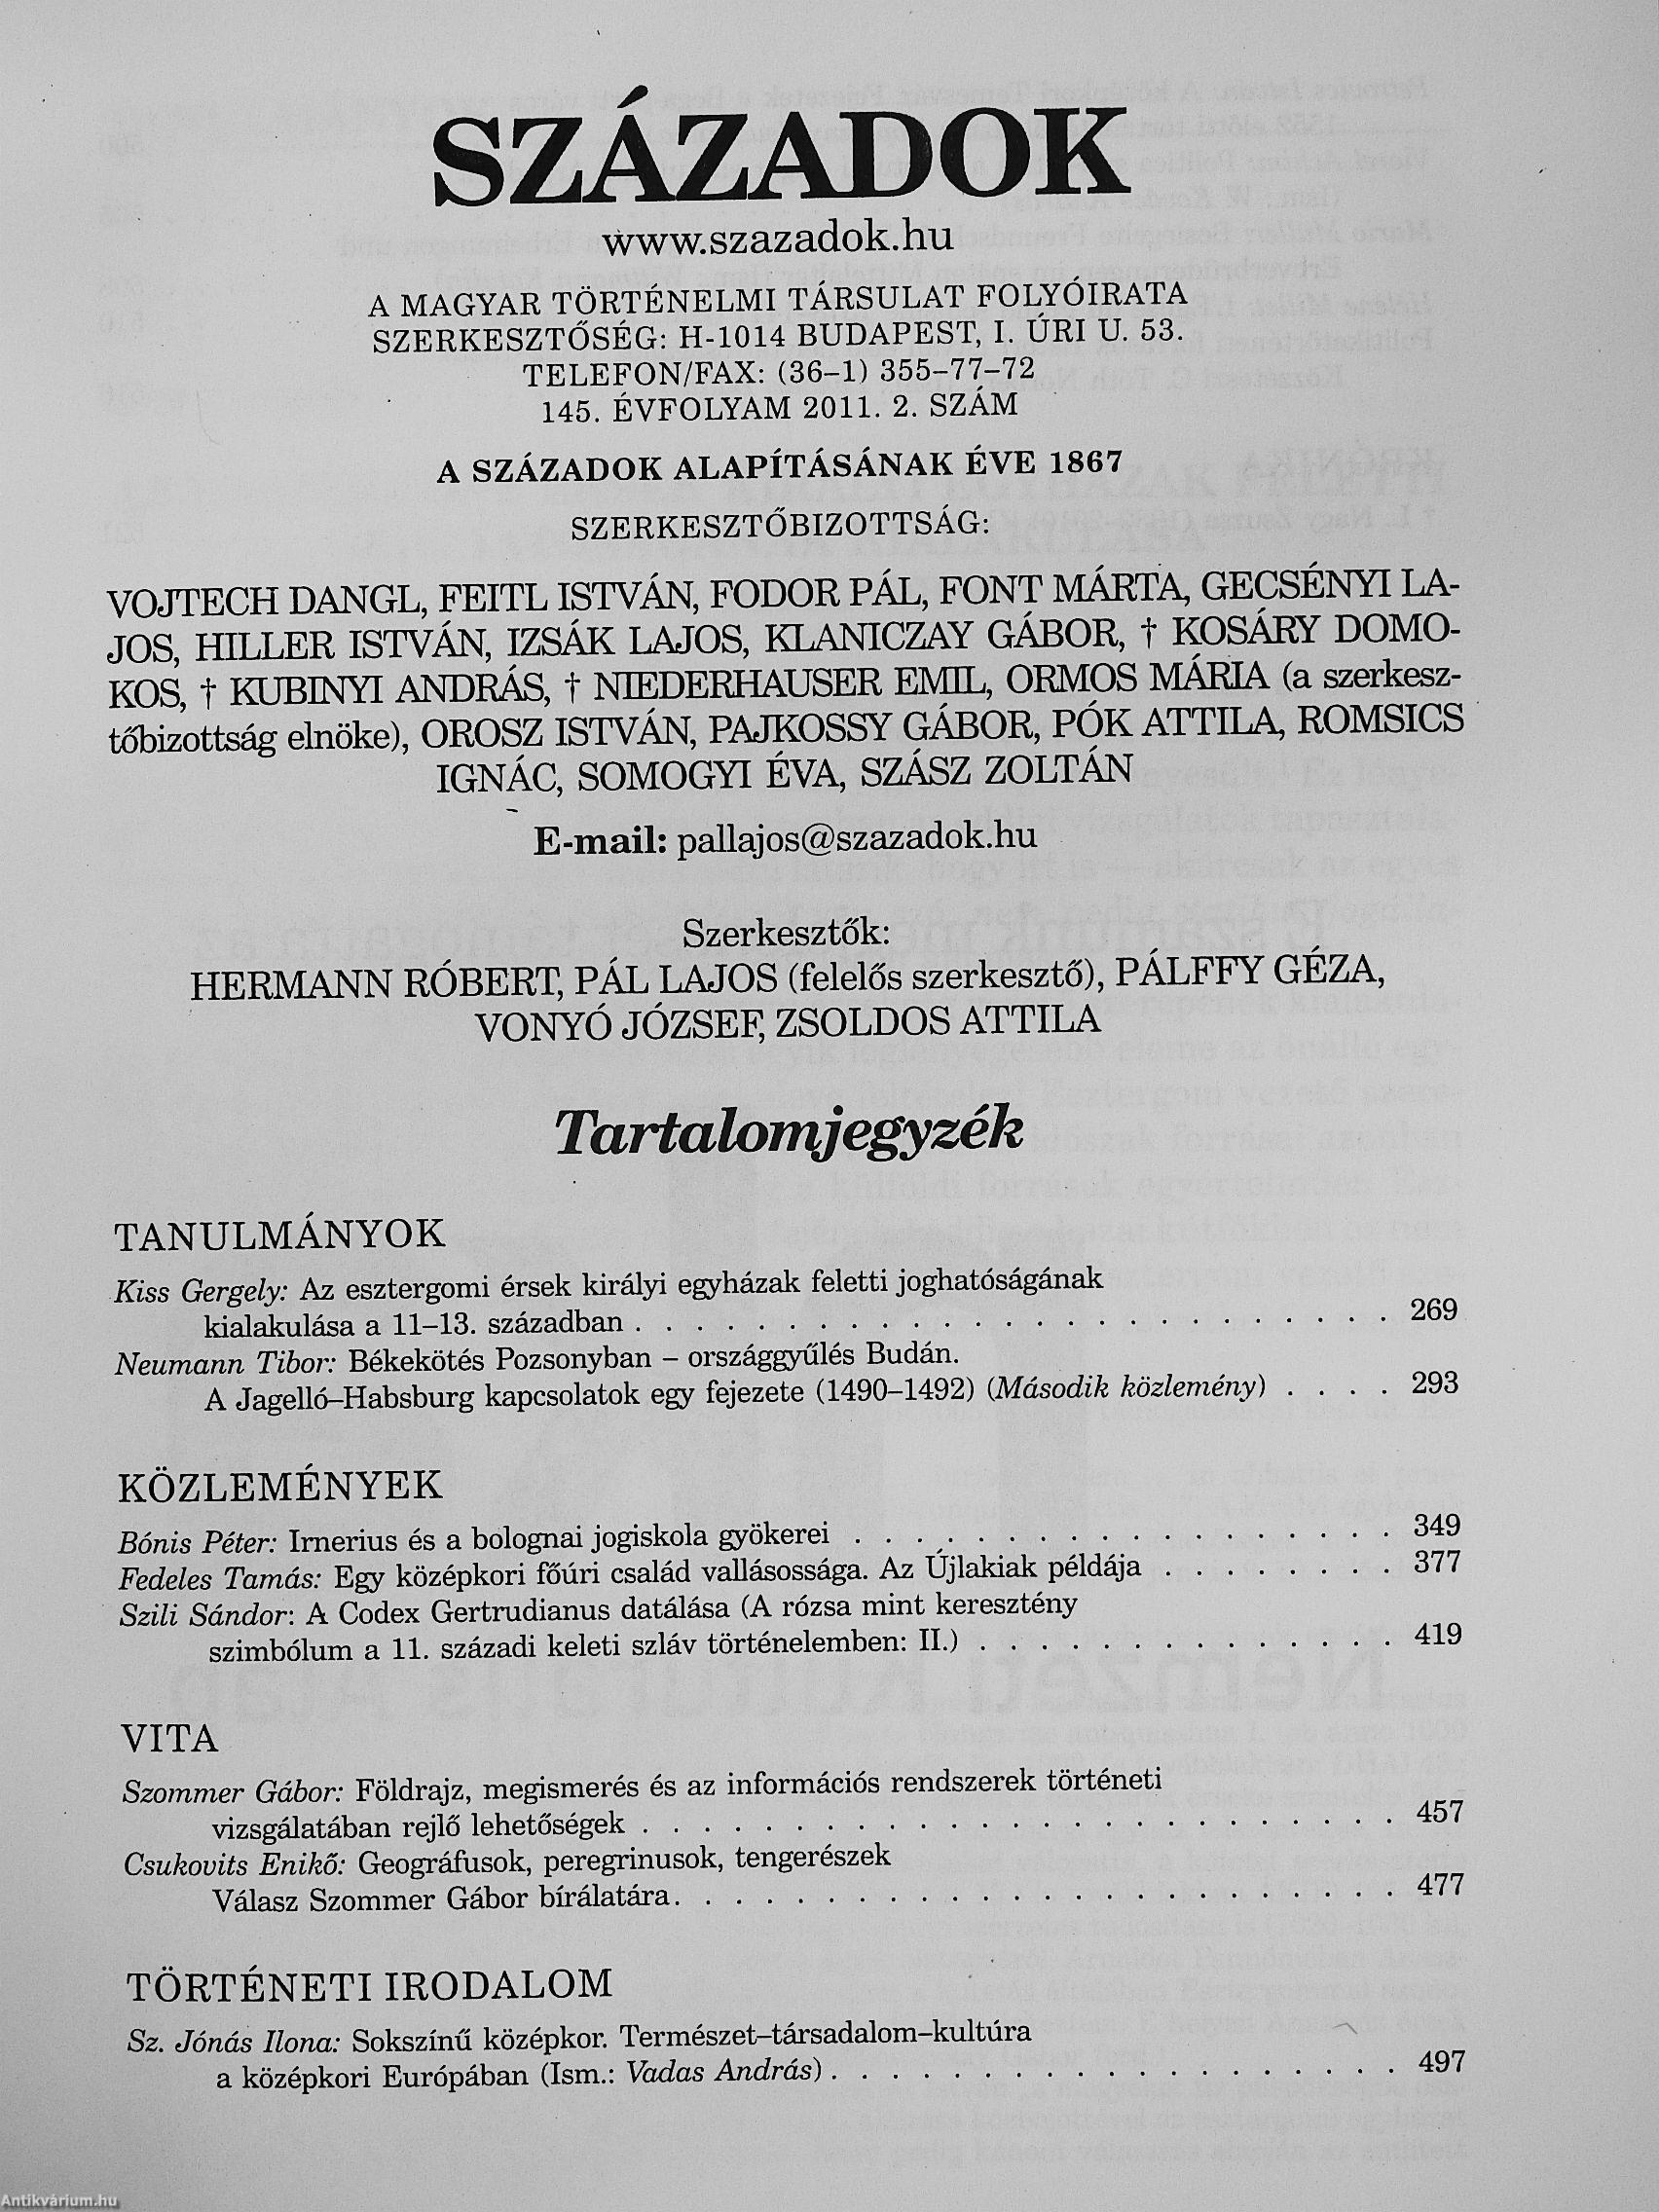 SZÁZADOK
www.szazadok.hu
A MAGYAR TÖRTÉNELMI TÁRSULAT FOLYÓIRATA
SZERKESZTŐSÉG: H-1014 BUDAPEST, I. ÚRI U. 53.
TELEFON/FAX: (36–1) 355–77–72
145. ÉVFOLYAM 2011. 2. SZÁM
A SZÁZADOK ALAPÍTÁSÁNAK ÉVE 1867
SZERKESZTŐBIZOTTSÁG:
VOJTECH DANGL, FEITL ISTVÁN, FODOR PÁL, FONT MÁRTA, GECSÉNYI LA-
JOS, HILLER ISTVÁN, IZSÁK LAJOS, KLANICZAY GÁBOR, † KOSÁRY DOMO-
KOS, † KUBINYI ANDRÁS, † NIEDERHAUSER EMIL, ORMOS MÁRIA (a szerkesz-
tőbizottság elnöke), OROSZ ISTVÁN, PAJKOSSY GÁBOR, PÓK ATTILA, ROMSICS
IGNÁC, SOMOGYI ÉVA, SZÁSZ ZOLTÁN
E-mail: pallajos@szazadok.hu
Szerkesztők:
HERMANN RÓBERT, PÁL LAJOS (felelős szerkesztő), PÁLFFY GÉZA,
VONYÓ JÓZSEF, ZSOLDOS ATTILA
Tartalomjegyzék
TANULMÁNYOK
Kiss Gergely: Az esztergomi érsek királyi egyházak feletti joghatóságának
kialakulása a 11–13. században . . . . . . . . . . . . . . . . . . . . . . . . . 269
Neumann Tibor: Békekötés Pozsonyban – országgyűlés Budán.
A Jagelló–Habsburg kapcsolatok egy fejezete (1490–1492) (Második közlemény) . . . . 293
KÖZLEMÉNYEK
Bónis Péter: Irnerius és a bolognai jogiskola gyökerei . . . . . . . . . . . . . . . . . . 349
Fedeles Tamás: Egy középkori főúri család vallásossága. Az Újlakiak példája . . . . . . . . 377
Szili Sándor: A Codex Gertrudianus datálása (A rózsa mint keresztény
szimbólum a 11. századi keleti szláv történelemben: II.) . . . . . . . . . . . . . . 419
VITA
Szommer Gábor: Földrajz, megismerés és az információs rendszerek történeti
vizsgálatában rejlő lehetőségek . . . . . . . . . . . . . . . . . . . . . . . . . 457
Csukovits Enikő: Geográfusok, peregrinusok, tengerészek
Válasz Szommer Gábor bírálatára. . . . . . . . . . . . . . . . . . . . . . . . 477
TÖRTÉNETI IRODALOM
Sz. Jónás Ilona: Sokszínű középkor. Természet–társadalom–kultúra
a középkori Európában (Ism.: Vadas András) . . . . . . . . . . . . . . . . . . . 497
Antikvárium.hu